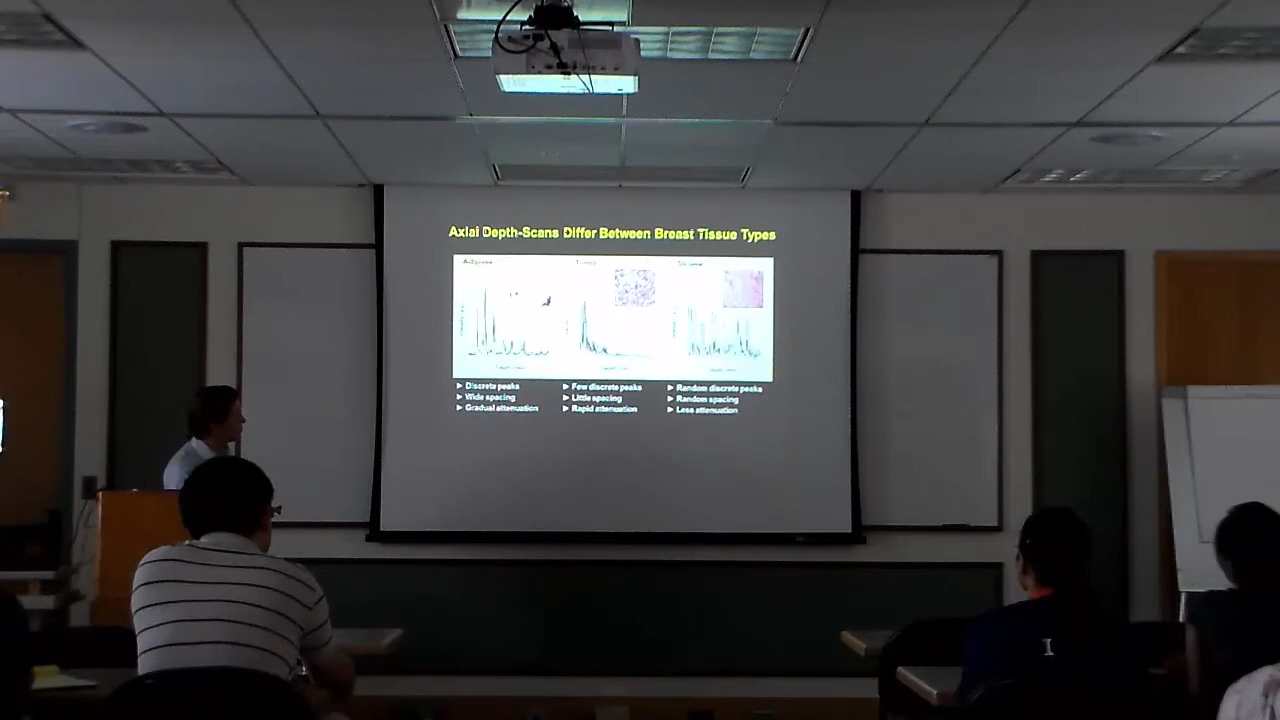 Axial Depth-Scans Differ Between Breast Tissue Types
Adipose Tumor Stroma
► Discrete peaks ► Few discrete peaks ► Random discrete peaks
► Wide spacing ► Little spacing ► Random spacing
► Gradual attenuation ► Rapid attenuation ► Less attenuation